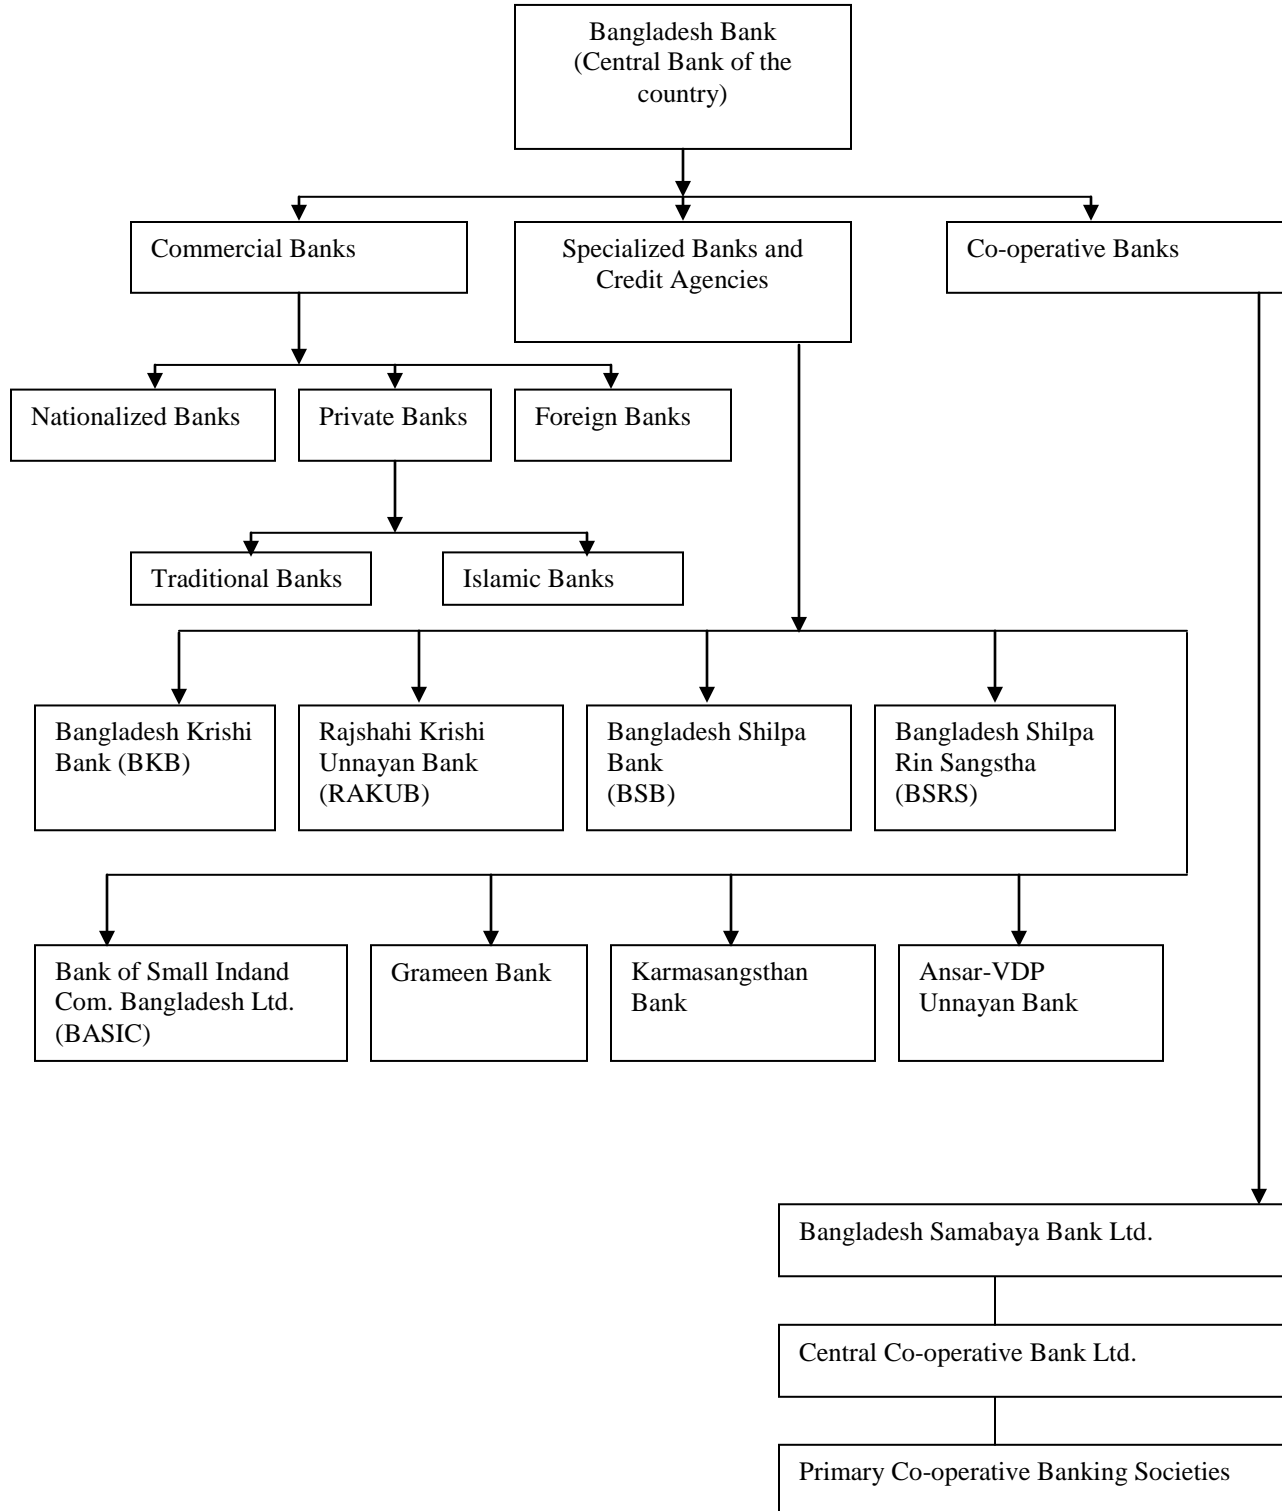 Bangladesh Bank
(Central Bank of the
country)
Commercial Banks
Specialized Banks and
Credit Agencies
Co-operative Banks
Nationalized Banks
Private Banks
Foreign Banks
Traditional Banks
Islamic Banks
Bangladesh Krishi
Bank (BKB)
Rajshahi Krishi
Unnayan Bank
(RAKUB)
Bangladesh Shilpa
Bank
(BSB)
Bangladesh Shilpa
Rin Sangstha
(BSRS)
Bank of Small Indand
Com. Bangladesh Ltd.
(BASIC)
Grameen Bank
Karmasangsthan
Bank
Ansar-VDP
Unnayan Bank
Bangladesh Samabaya Bank Ltd.
Central Co-operative Bank Ltd.
Primary Co-operative Banking Societies